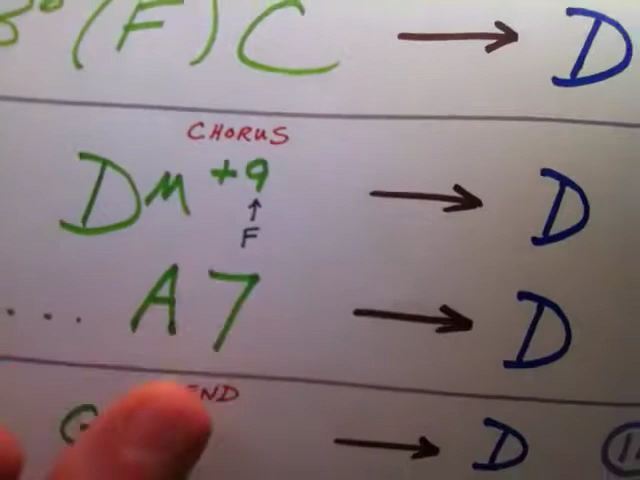 (F) C → D
CHORUS
Dm +9 → D
↑
F
.... A7 → D
END
→ D